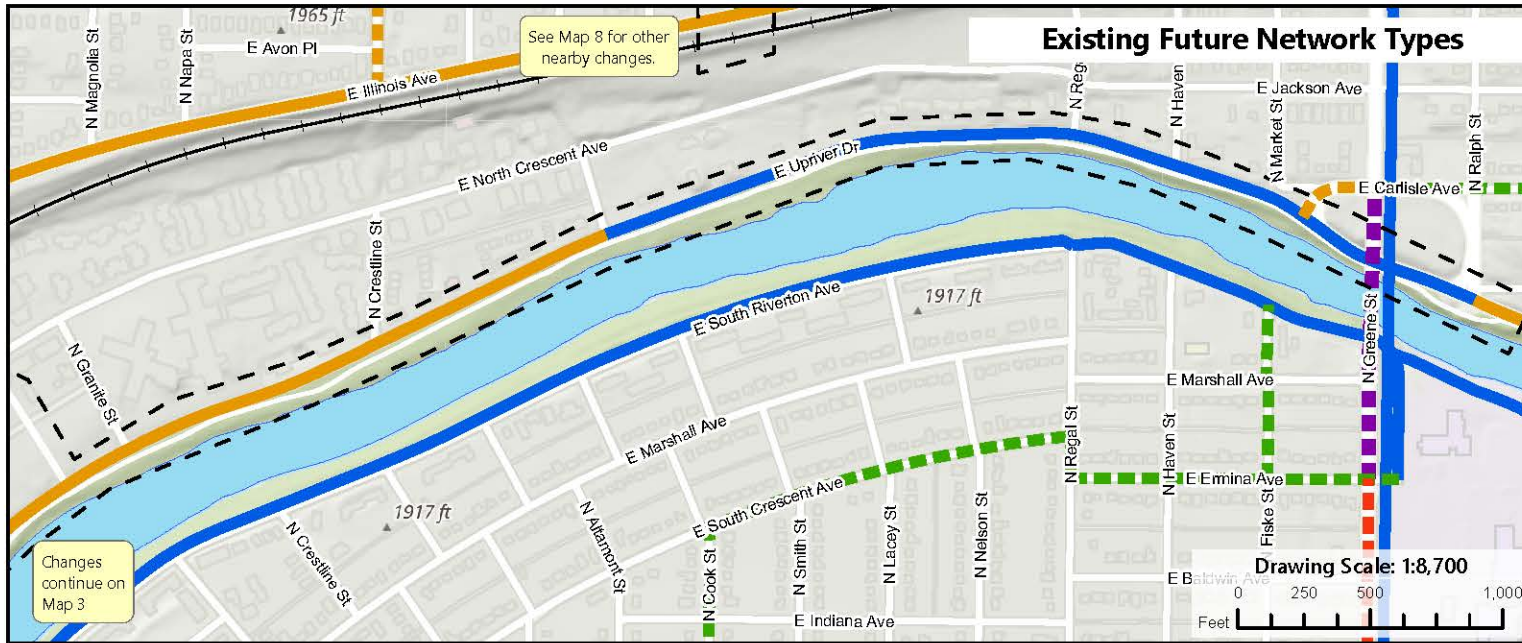 1965 ft
See Map 8 for other
nearby changes.
Existing Future Network Types
N Magnolia St
N Napa St
E Avon Pl
E Illinois Ave
N Haven
E Jackson Ave
N Market St
N Ralph St
E North Crescent Ave
E Upriver Dr
E Carlisle Ave
N Crestline St
E South Riverton Ave
1917 ft
N Greene St
N Granite St
E Marshall Ave
E Marshall Ave
N Regal St
N Haven St
E Ermina Ave
E South Crescent Ave
N Fiske St
1917 ft
N Crestline St
N Altamont St
N Cook St
N Smith St
N Lacey St
N Nelson St
Changes
continue on
Map 3
E Baldwin Ave
Drawing Scale: 1:8,700
0 250 500 1,000
Feet
E Indiana Ave